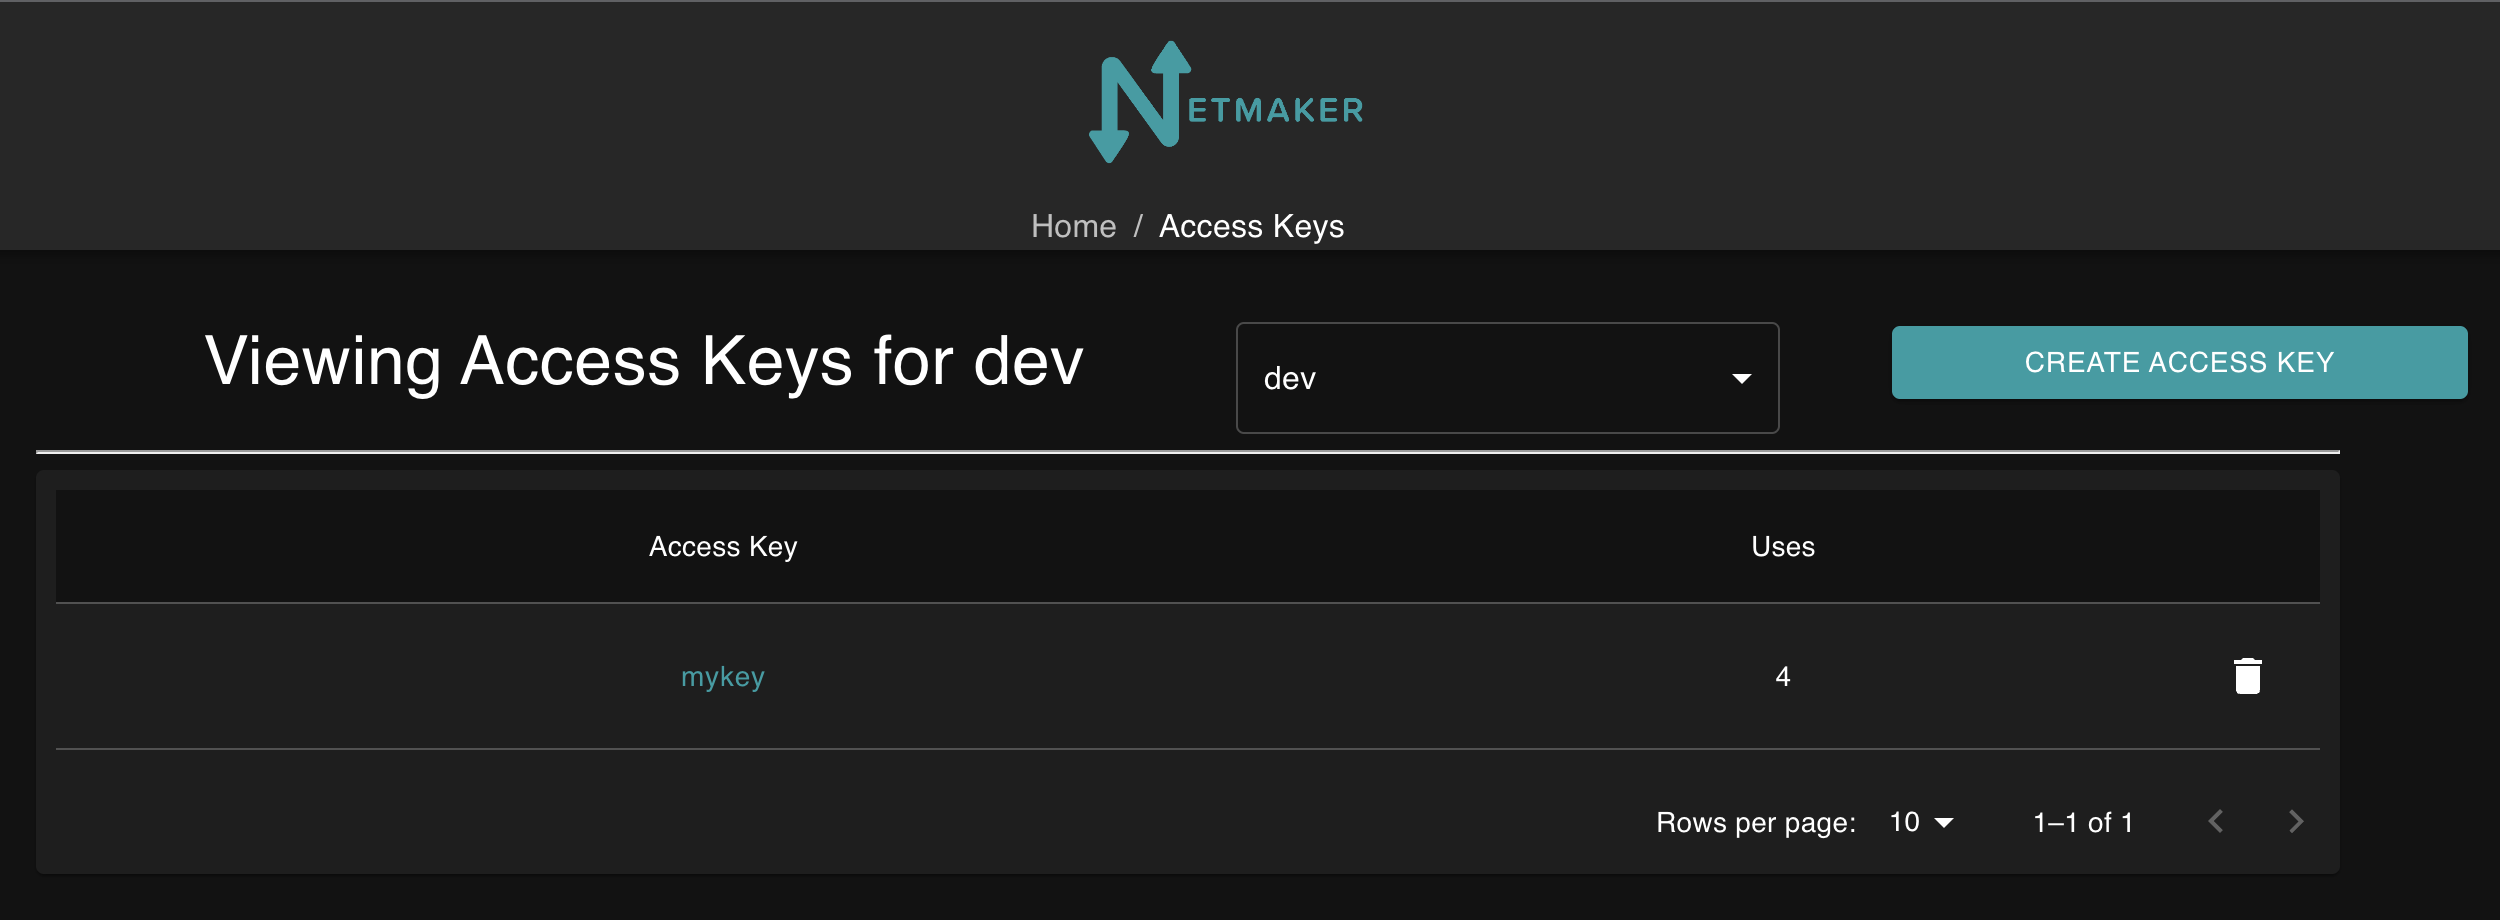 NETMAKER
Home / Access Keys
Viewing Access Keys for dev
dev
CREATE ACCESS KEY
Access Key Uses
mykey 4
Rows per page: 10 1–1 of 1